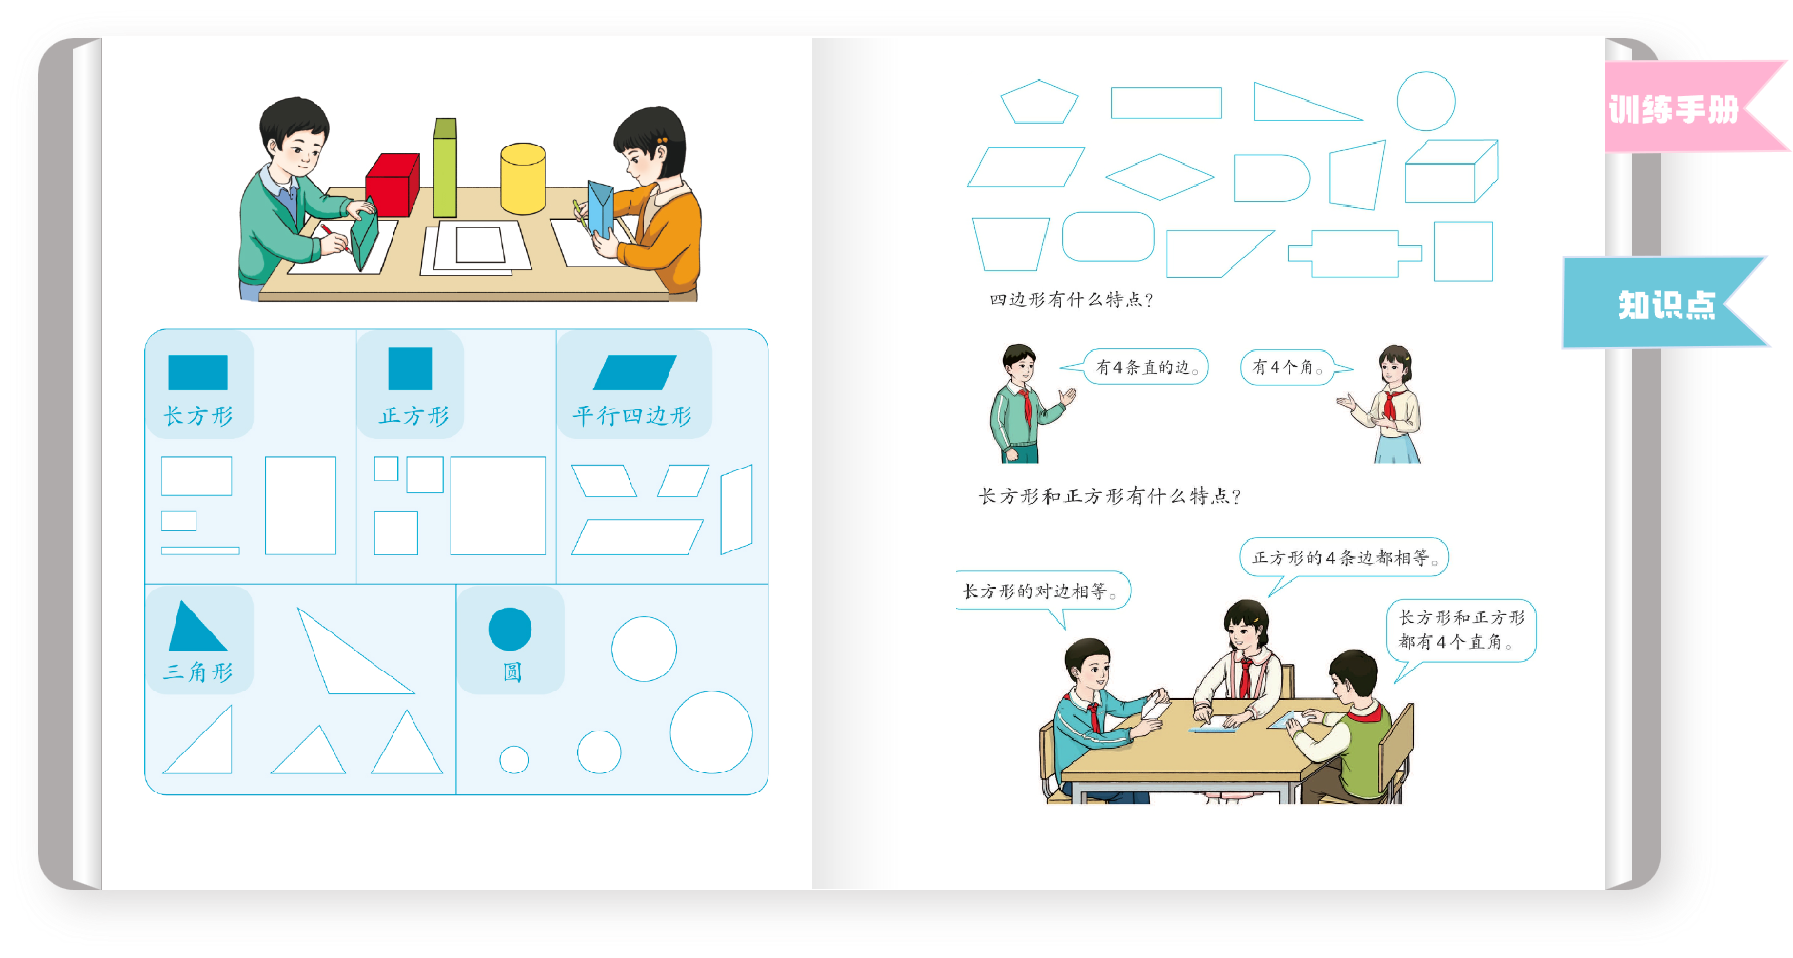 长方形
正方形
平行四边形
三角形
圆
四边形有什么特点?
有4条直的边。
有4个角。
长方形和正方形有什么特点?
正方形的4条边都相等。
长方形的对边相等。
长方形和正方形
都有4个直角。
训练手册
知识点